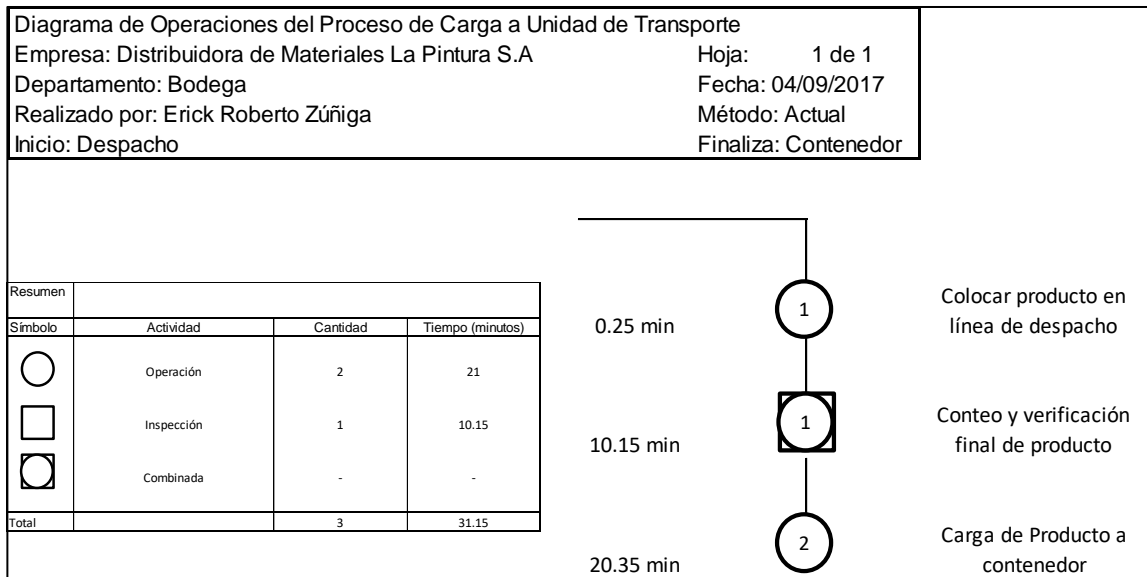 Diagrama de Operaciones del Proceso de Carga a Unidad de Transporte
Empresa: Distribuidora de Materiales La Pintura S.A Hoja: 1 de 1
Departamento: Bodega Fecha: 04/09/2017
Realizado por: Erick Roberto Zúñiga Método: Actual
Inicio: Despacho Finaliza: Contenedor
Resumen
Símbolo Actividad Cantidad Tiempo (minutos)
Operación 2 21
Inspección 1 10.15
Combinada - -
Total 3 31.15
0.25 min
1
Colocar producto en
línea de despacho
10.15 min
1
Conteo y verificación
final de producto
20.35 min
2
Carga de Producto a
contenedor